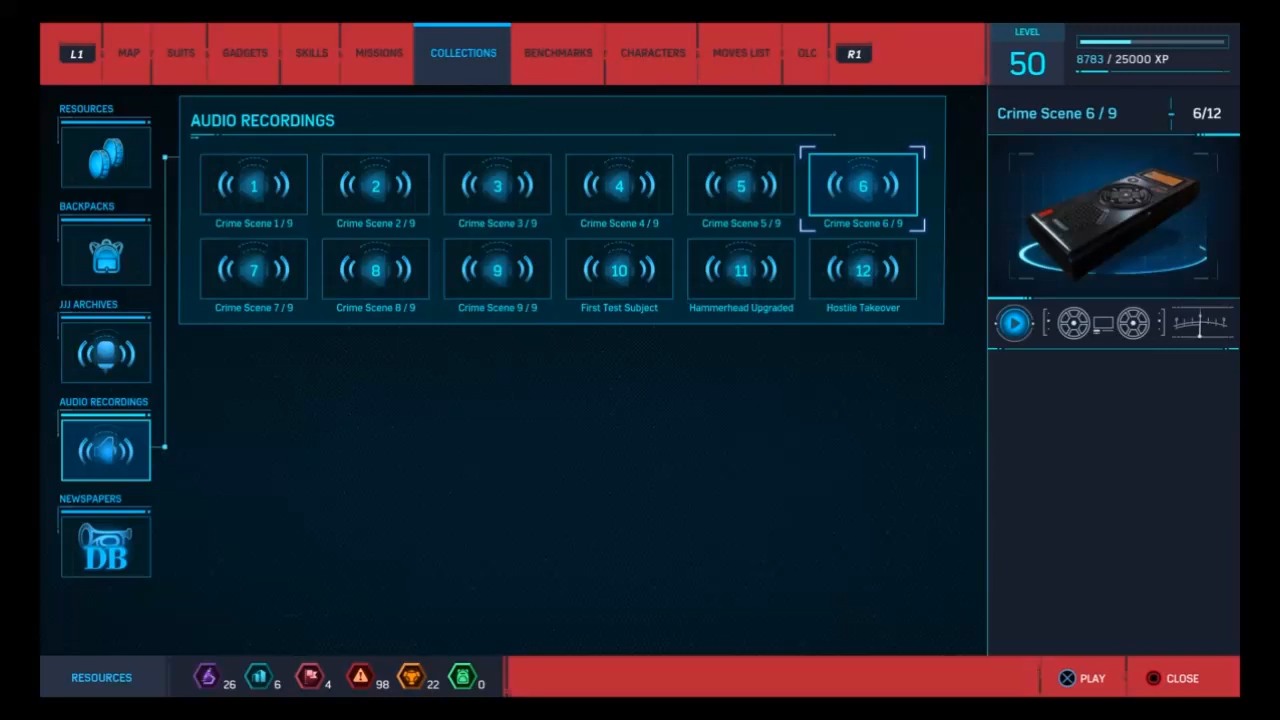 L1 MAP SUITS GADGETS SKILLS MISSIONS COLLECTIONS BENCHMARKS CHARACTERS MOVES LIST DLC R1
LEVEL
50
8783 / 25000 XP
RESOURCES
BACKPACKS
JJJ ARCHIVES
AUDIO RECORDINGS
NEWSPAPERS
DB
AUDIO RECORDINGS
1 2 3 4 5 6
Crime Scene 1 / 9 Crime Scene 2 / 9 Crime Scene 3 / 9 Crime Scene 4 / 9 Crime Scene 5 / 9 Crime Scene 6 / 9
7 8 9 10 11 12
Crime Scene 7 / 9 Crime Scene 8 / 9 Crime Scene 9 / 9 First Test Subject Hammerhead Upgraded Hostile Takeover
Crime Scene 6 / 9 6/12
RESOURCES 26 6 4 98 22 0 PLAY CLOSE